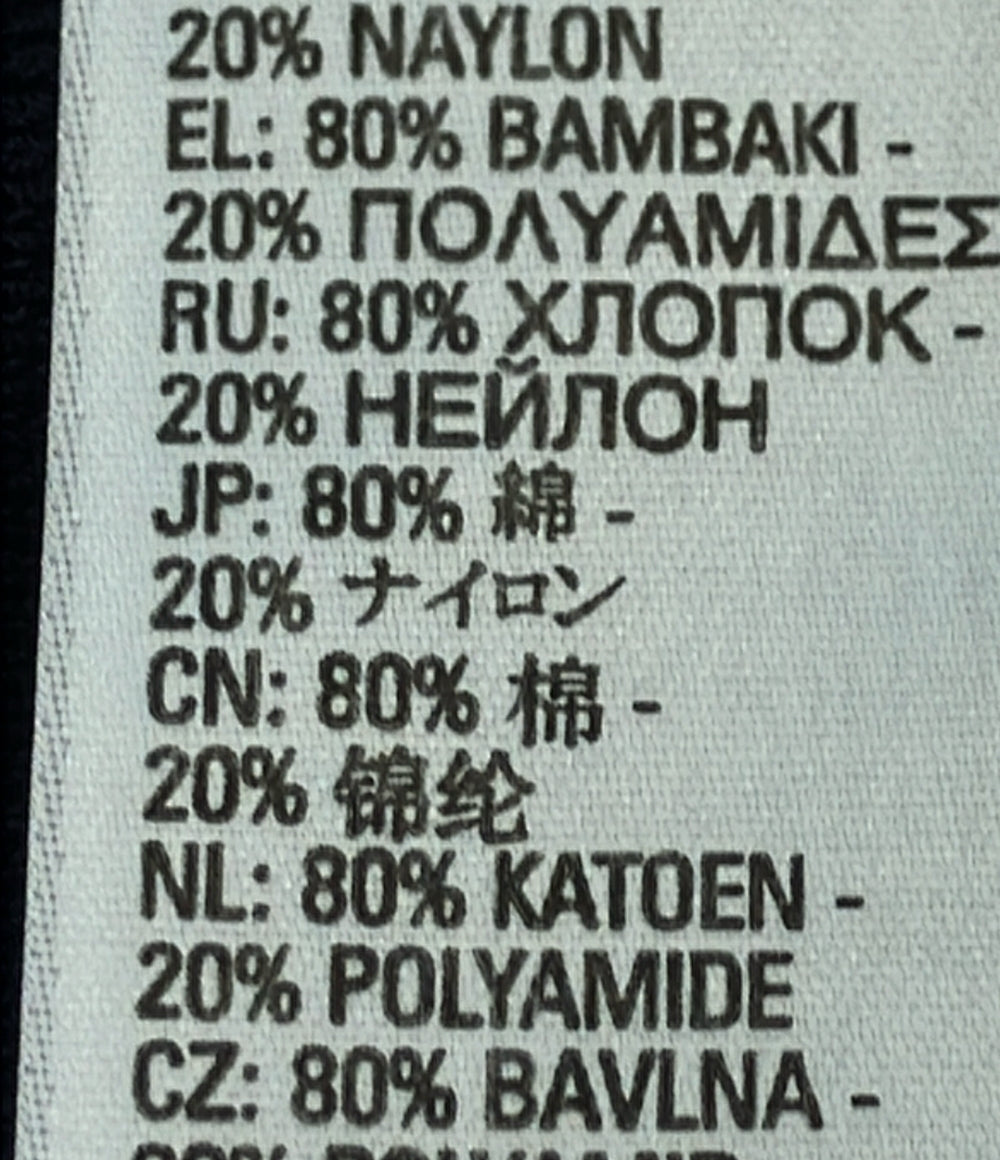 20% NAYLON
EL: 80% ΒΑΜΒΑΚΙ -
20% ΠΟΛΥΑΜΙΔΕΣ
RU: 80% ХЛОПОК -
20% НЕЙЛОН
JP: 80% 綿 -
20% ナイロン
CN: 80% 棉 -
20% 锦纶
NL: 80% KATOEN -
20% POLYAMIDE
CZ: 80% BAVLNA -